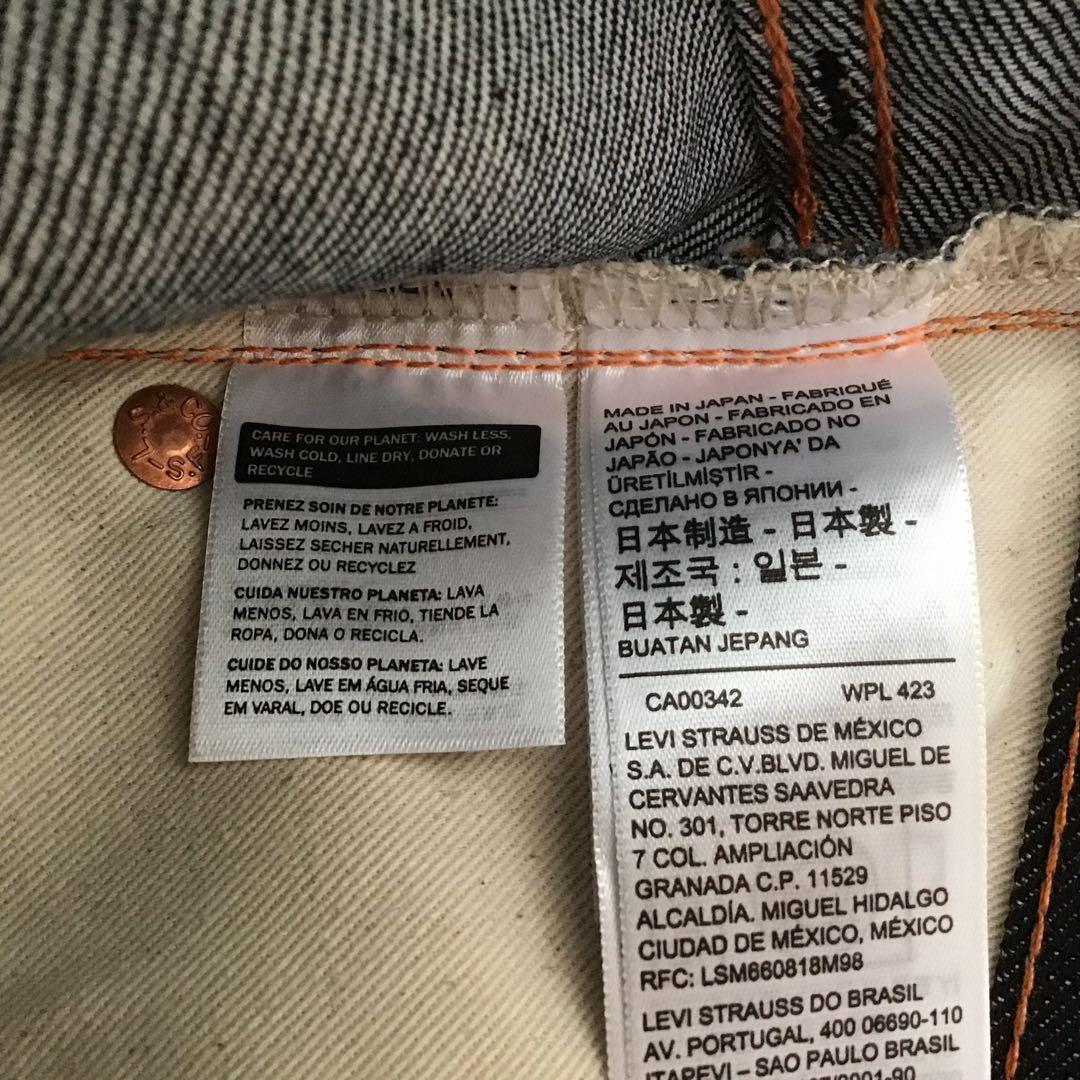 CARE FOR OUR PLANET: WASH LESS,
WASH COLD, LINE DRY, DONATE OR
RECYCLE
PRENEZ SOIN DE NOTRE PLANETE:
LAVEZ MOINS, LAVEZ A FROID,
LAISSEZ SECHER NATURELLEMENT,
DONNEZ OU RECYCLEZ
CUIDA NUESTRO PLANETA: LAVA
MENOS, LAVA EN FRIO, TIENDE LA
ROPA, DONA O RECICLA.
CUIDE DO NOSSO PLANETA: LAVE
MENOS, LAVE EM ÁGUA FRIA, SEQUE
EM VARAL, DOE OU RECICLE.
MADE IN JAPAN - FABRIQUÉ
AU JAPON - FABRICADO EN
JAPÓN - FABRICADO NO
JAPÃO - JAPONYA' DA
ÜRETİLMİŞTİR -
СДЕЛАНО В ЯПОНИИ -
日本制造 - 日本製 -
제조국 : 일본 -
日本製 -
BUATAN JEPANG
CA00342 WPL 423
LEVI STRAUSS DE MÉXICO
S.A. DE C.V.BLVD. MIGUEL DE
CERVANTES SAAVEDRA
NO. 301, TORRE NORTE PISO
7 COL. AMPLIACIÓN
GRANADA C.P. 11529
ALCALDÍA. MIGUEL HIDALGO
CIUDAD DE MÉXICO, MÉXICO
RFC: LSM660818M98
LEVI STRAUSS DO BRASIL
AV. PORTUGAL, 400 06690-110
ITAPEVI – SAO PAULO BRASIL